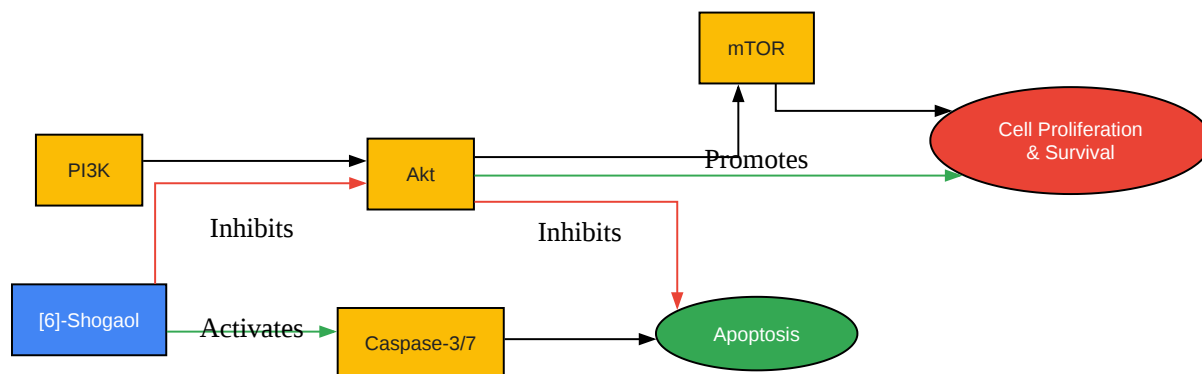 mTOR
Cell Proliferation
& Survival
PI3K
Akt
Promotes
Inhibits
Inhibits
[6]-Shogaol
Activates
Caspase-3/7
Apoptosis